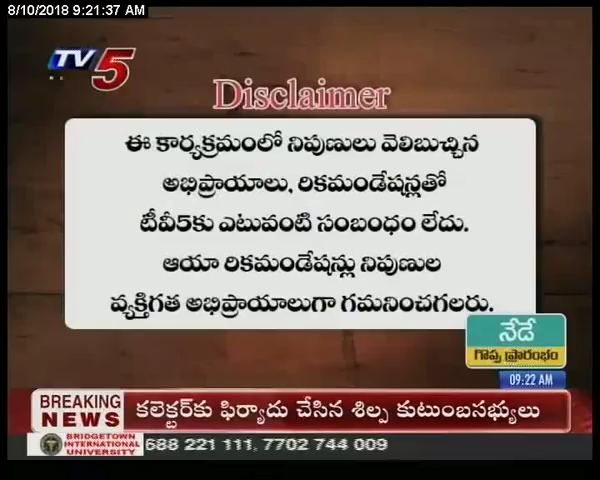 8/10/2018 9:21:37 AM
TV5
Disclaimer
ఈ కార్యక్రమంలో నిపుణులు వెలిబుచ్చిన
అభిప్రాయాలు, రికమండేషన్లతో
టీవీ5కు ఎటువంటి సంబంధం లేదు.
ఆయా రికమండేషన్లు నిపుణుల
వ్యక్తిగత అభిప్రాయాలుగా గమనించగలరు.
నేడే
గొప్ప ప్రారంభం
09:22 AM
BREAKING
NEWS
కలెక్టర్‌కు ఫిర్యాదు చేసిన శిల్ప కుటుంబసభ్యులు
BRIDGETOWN
INTERNATIONAL
UNIVERSITY
688 221 111, 7702 744 009